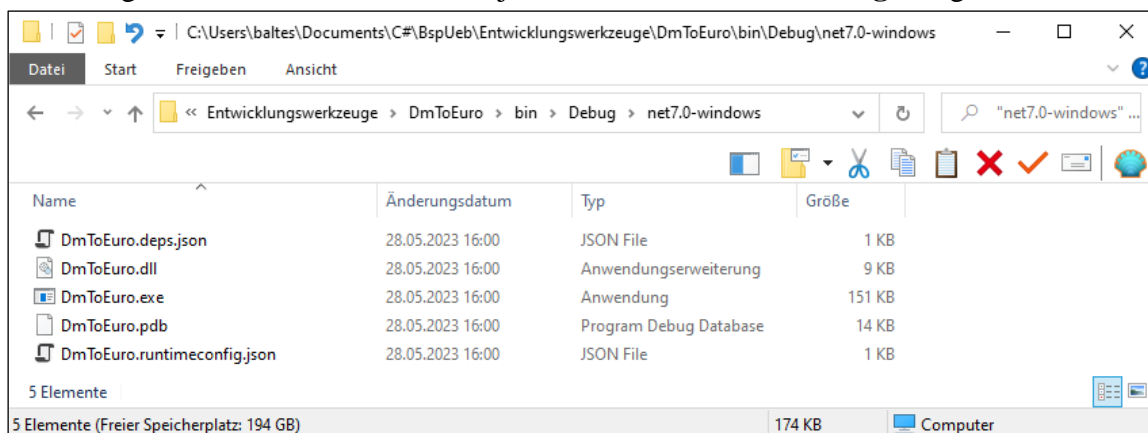 C:\Users\baltes\Documents\C#\BspUeb\Entwicklungswerkzeuge\DmToEuro\bin\Debug\net7.0-windows
Datei Start Freigeben Ansicht
« Entwicklungswerkzeuge > DmToEuro > bin > Debug > net7.0-windows "net7.0-windows" ...
Name Änderungsdatum Typ Größe
DmToEuro.deps.json 28.05.2023 16:00 JSON File 1 KB
DmToEuro.dll 28.05.2023 16:00 Anwendungserweiterung 9 KB
DmToEuro.exe 28.05.2023 16:00 Anwendung 151 KB
DmToEuro.pdb 28.05.2023 16:00 Program Debug Database 14 KB
DmToEuro.runtimeconfig.json 28.05.2023 16:00 JSON File 1 KB
5 Elemente
5 Elemente (Freier Speicherplatz: 194 GB) 174 KB Computer